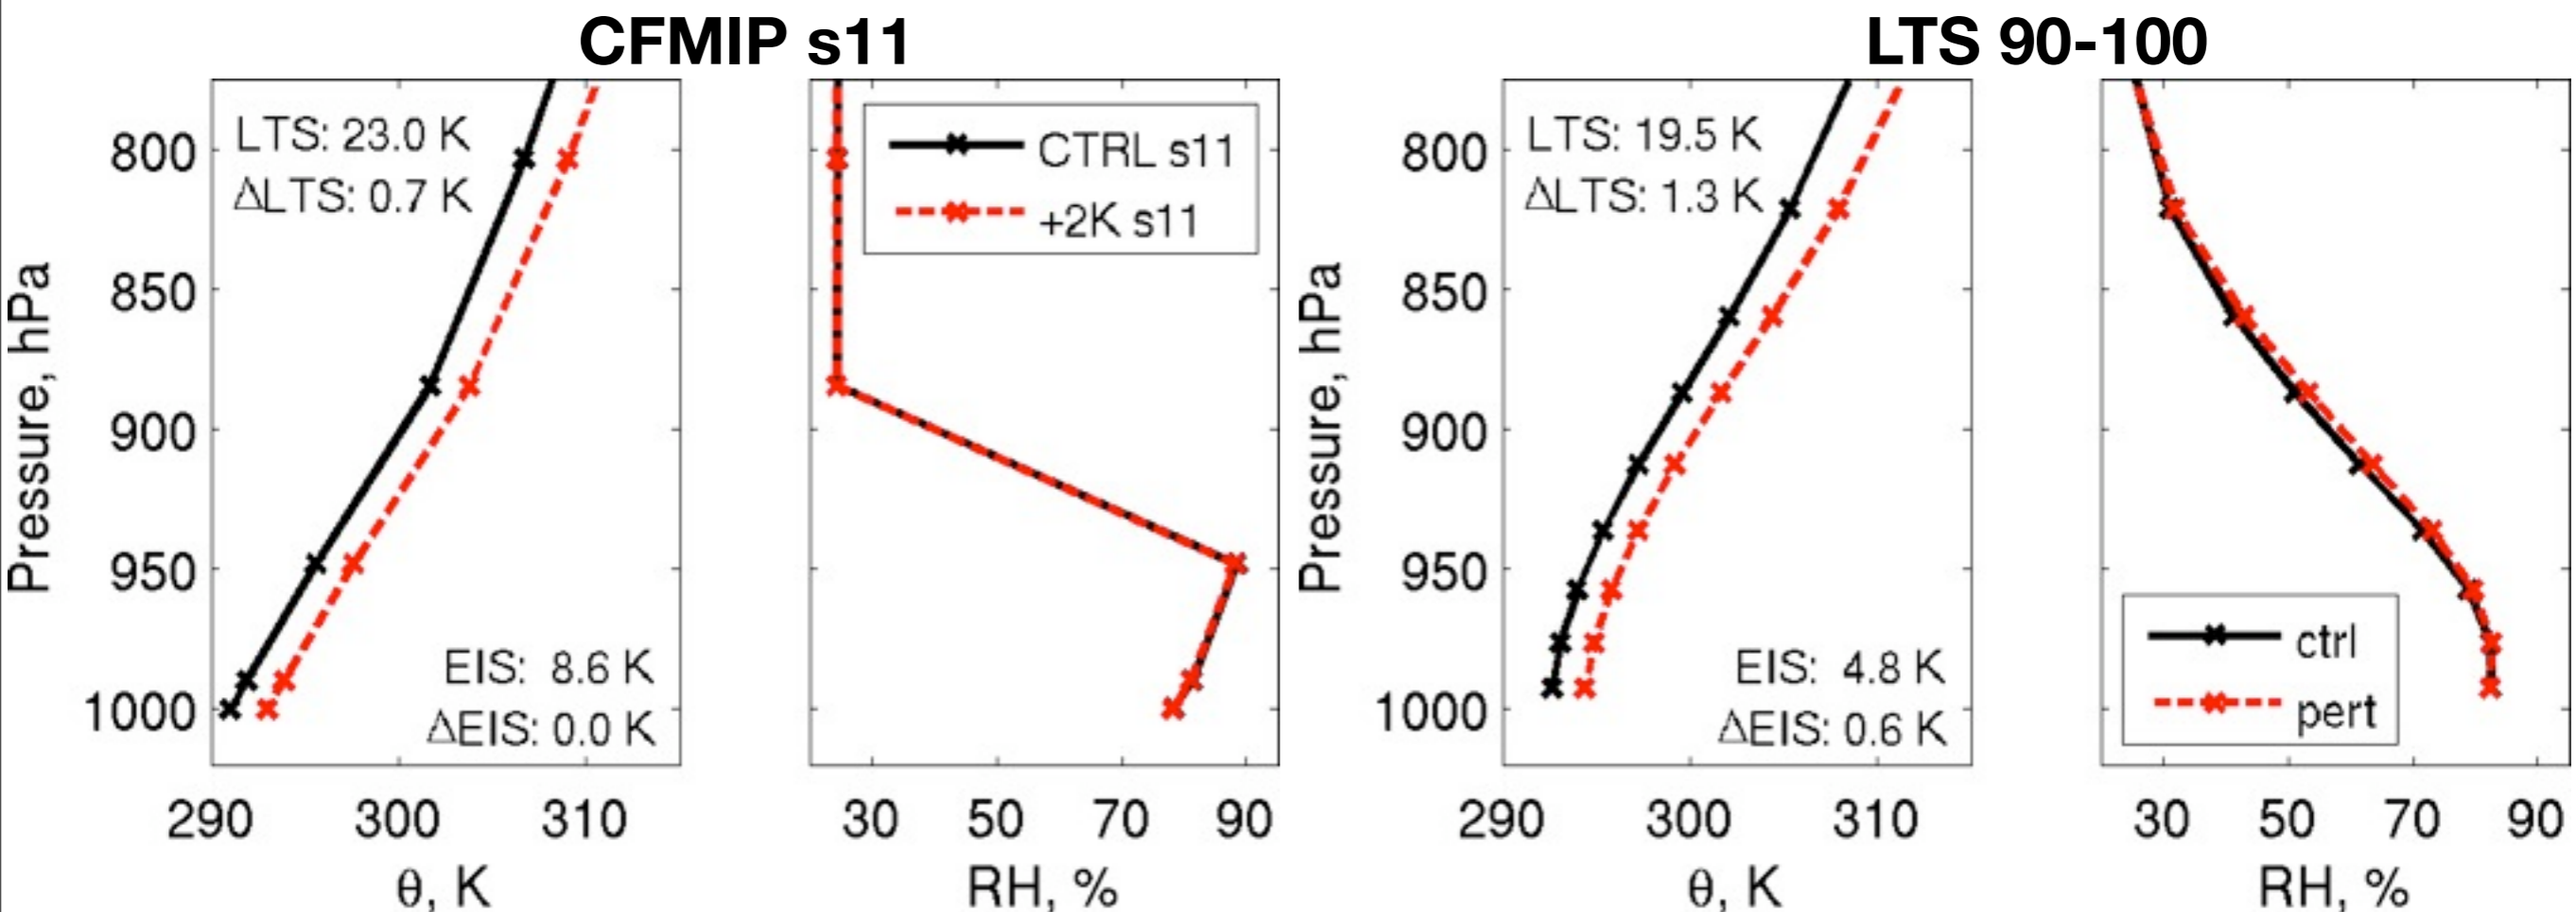 CFMIP s11
LTS 90-100
LTS: 23.0 K
ΔLTS: 0.7 K
EIS: 8.6 K
ΔEIS: 0.0 K
800
850
900
950
1000
Pressure, hPa
290 300 310
θ, K
CTRL s11
+2K s11
30 50 70 90
RH, %
LTS: 19.5 K
ΔLTS: 1.3 K
EIS: 4.8 K
ΔEIS: 0.6 K
800
850
900
950
1000
Pressure, hPa
290 300 310
θ, K
ctrl
pert
30 50 70 90
RH, %